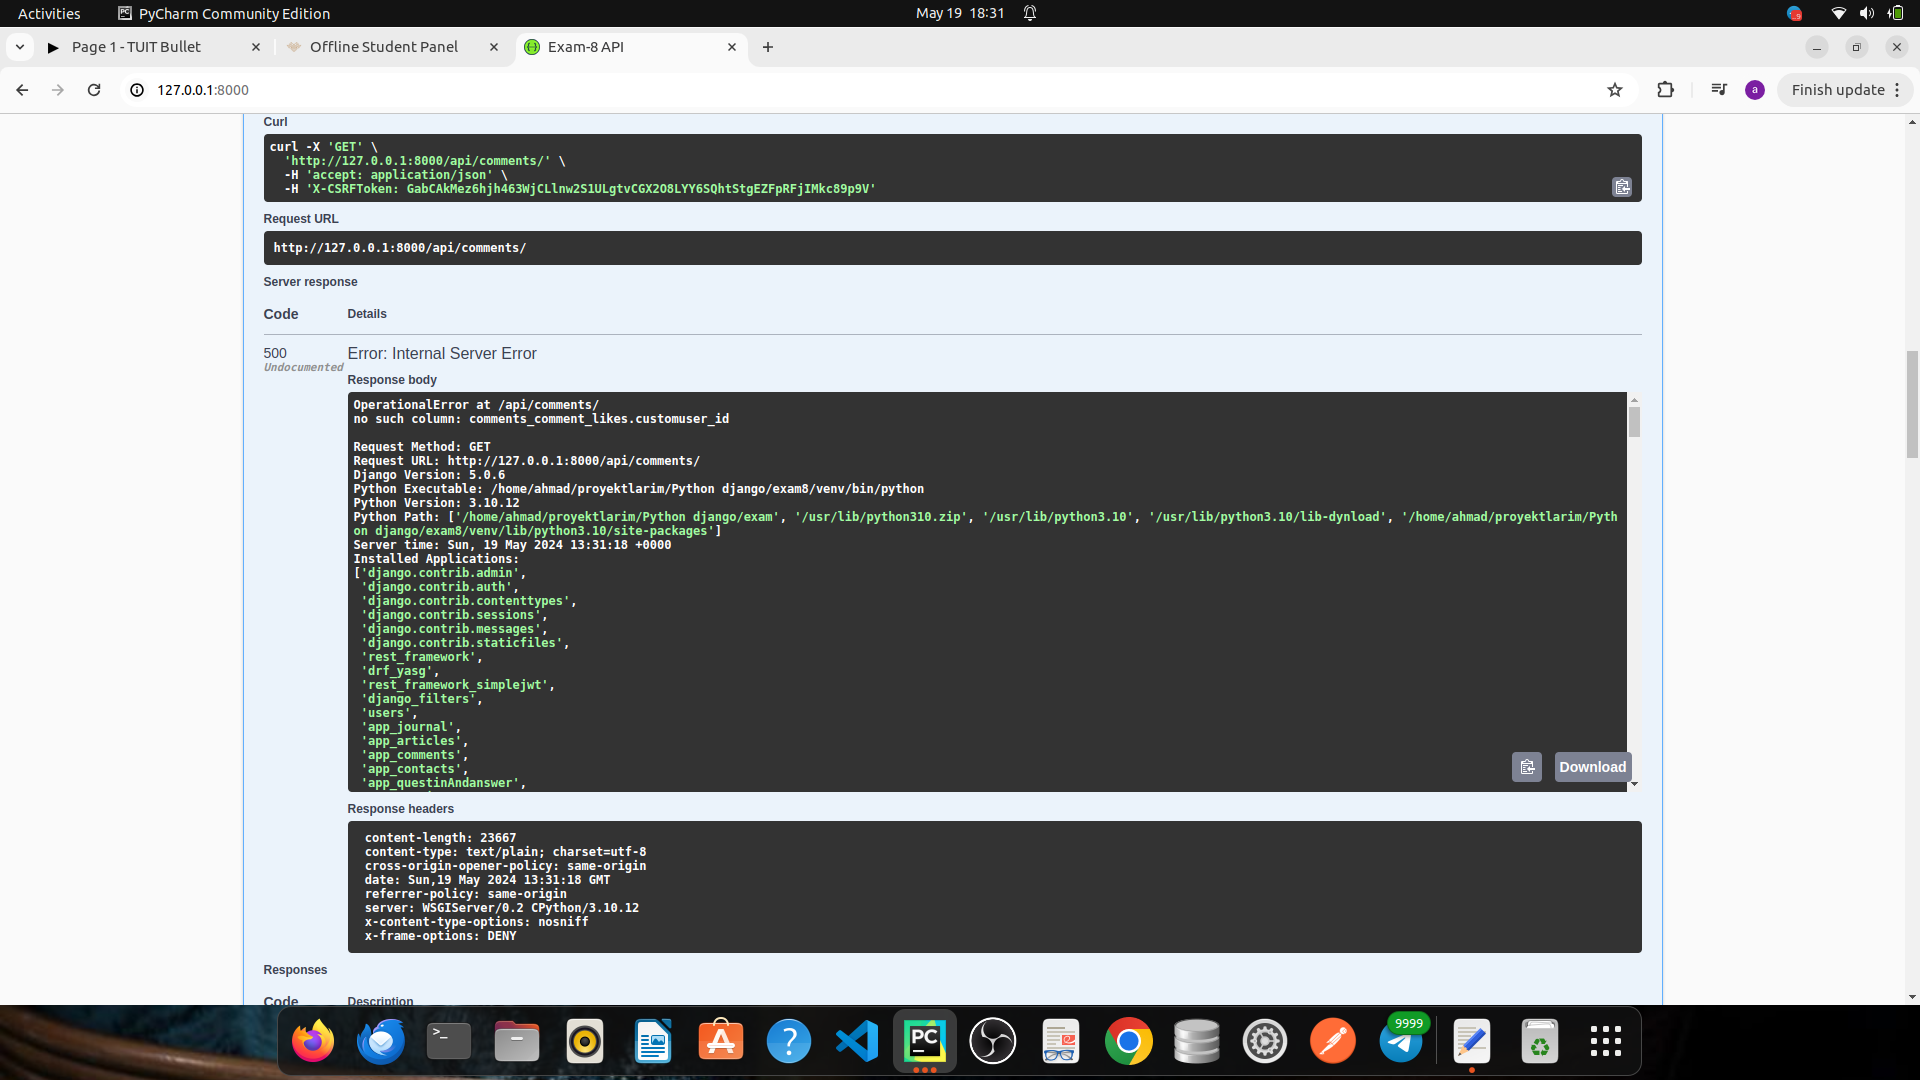 Activities
PyCharm Community Edition
May 19 18:31
Page 1 - TUIT Bullet
Offline Student Panel
Exam-8 API
127.0.0.1:8000
a
Finish update
Curl
curl -X 'GET' \
'http://127.0.0.1:8000/api/comments/' \
-H 'accept: application/json' \
-H 'X-CSRFToken: GabCAkMez6hjh463WjCLlnw2S1ULgtvCGX2O8LYY6SQhtStgEZFpRFjIMkc89p9V'
Request URL
http://127.0.0.1:8000/api/comments/
Server response
Code
Details
500
Undocumented
Error: Internal Server Error
Response body
OperationalError at /api/comments/
no such column: comments_comment_likes.customuser_id
Request Method: GET
Request URL: http://127.0.0.1:8000/api/comments/
Django Version: 5.0.6
Python Executable: /home/ahmad/proyektlarim/Python django/exam8/venv/bin/python
Python Version: 3.10.12
Python Path: ['/home/ahmad/proyektlarim/Python django/exam', '/usr/lib/python310.zip', '/usr/lib/python3.10', '/usr/lib/python3.10/lib-dynload', '/home/ahmad/proyektlarim/Pyth
on django/exam8/venv/lib/python3.10/site-packages']
Server time: Sun, 19 May 2024 13:31:18 +0000
Installed Applications:
['django.contrib.admin',
'django.contrib.auth',
'django.contrib.contenttypes',
'django.contrib.sessions',
'django.contrib.messages',
'django.contrib.staticfiles',
'rest_framework',
'drf_yasg',
'rest_framework_simplejwt',
'django_filters',
'users',
'app_journal',
'app_articles',
'app_comments',
'app_contacts',
'app_questinAndanswer',
Download
Response headers
content-length: 23667
content-type: text/plain; charset=utf-8
cross-origin-opener-policy: same-origin
date: Sun,19 May 2024 13:31:18 GMT
referrer-policy: same-origin
server: WSGIServer/0.2 CPython/3.10.12
x-content-type-options: nosniff
x-frame-options: DENY
Responses
Code
Description
>_
?
PC
9999